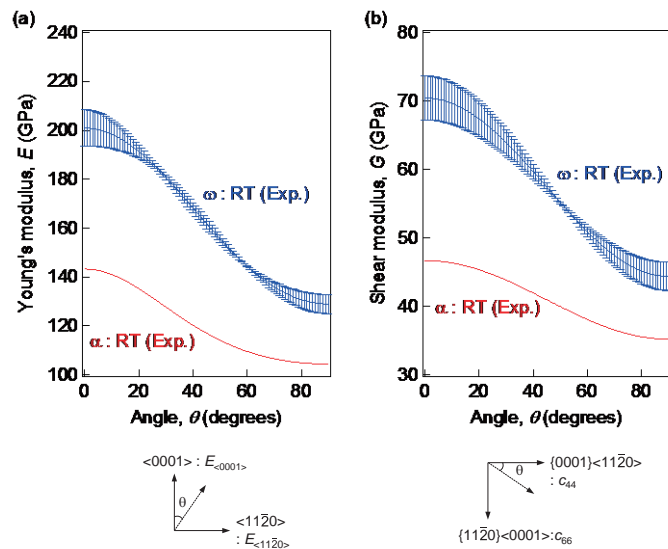 (a)
240
220
200
180
160
140
120
100
Young's modulus, E (GPa)
ω : RT (Exp.)
α : RT (Exp.)
0 20 40 60 80
Angle, θ (degrees)
<0001> : E<0001>
θ
<112̅0>
: E<112̅0>
(b)
80
70
60
50
40
30
Shear modulus, G (GPa)
ω : RT (Exp.)
α : RT (Exp.)
0 20 40 60 80
Angle, θ (degrees)
θ
{0001}<112̅0>
: c44
{112̅0}<0001>:c66